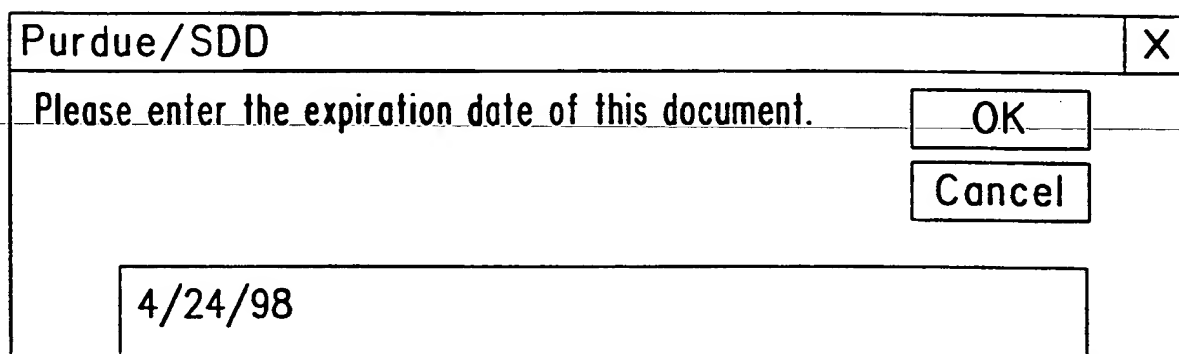 Purdue/SDD X
Please enter the expiration date of this document. OK
Cancel
4/24/98